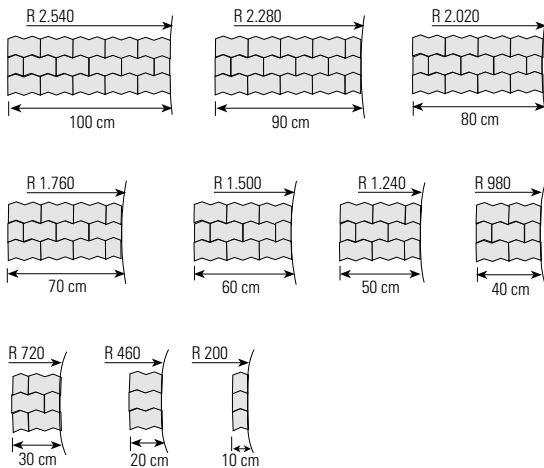 R 2.540
R 2.280
R 2.020
100 cm
90 cm
80 cm
R 1.760
R 1.500
R 1.240
R 980
70 cm
60 cm
50 cm
40 cm
R 720
R 460
R 200
30 cm
20 cm
10 cm